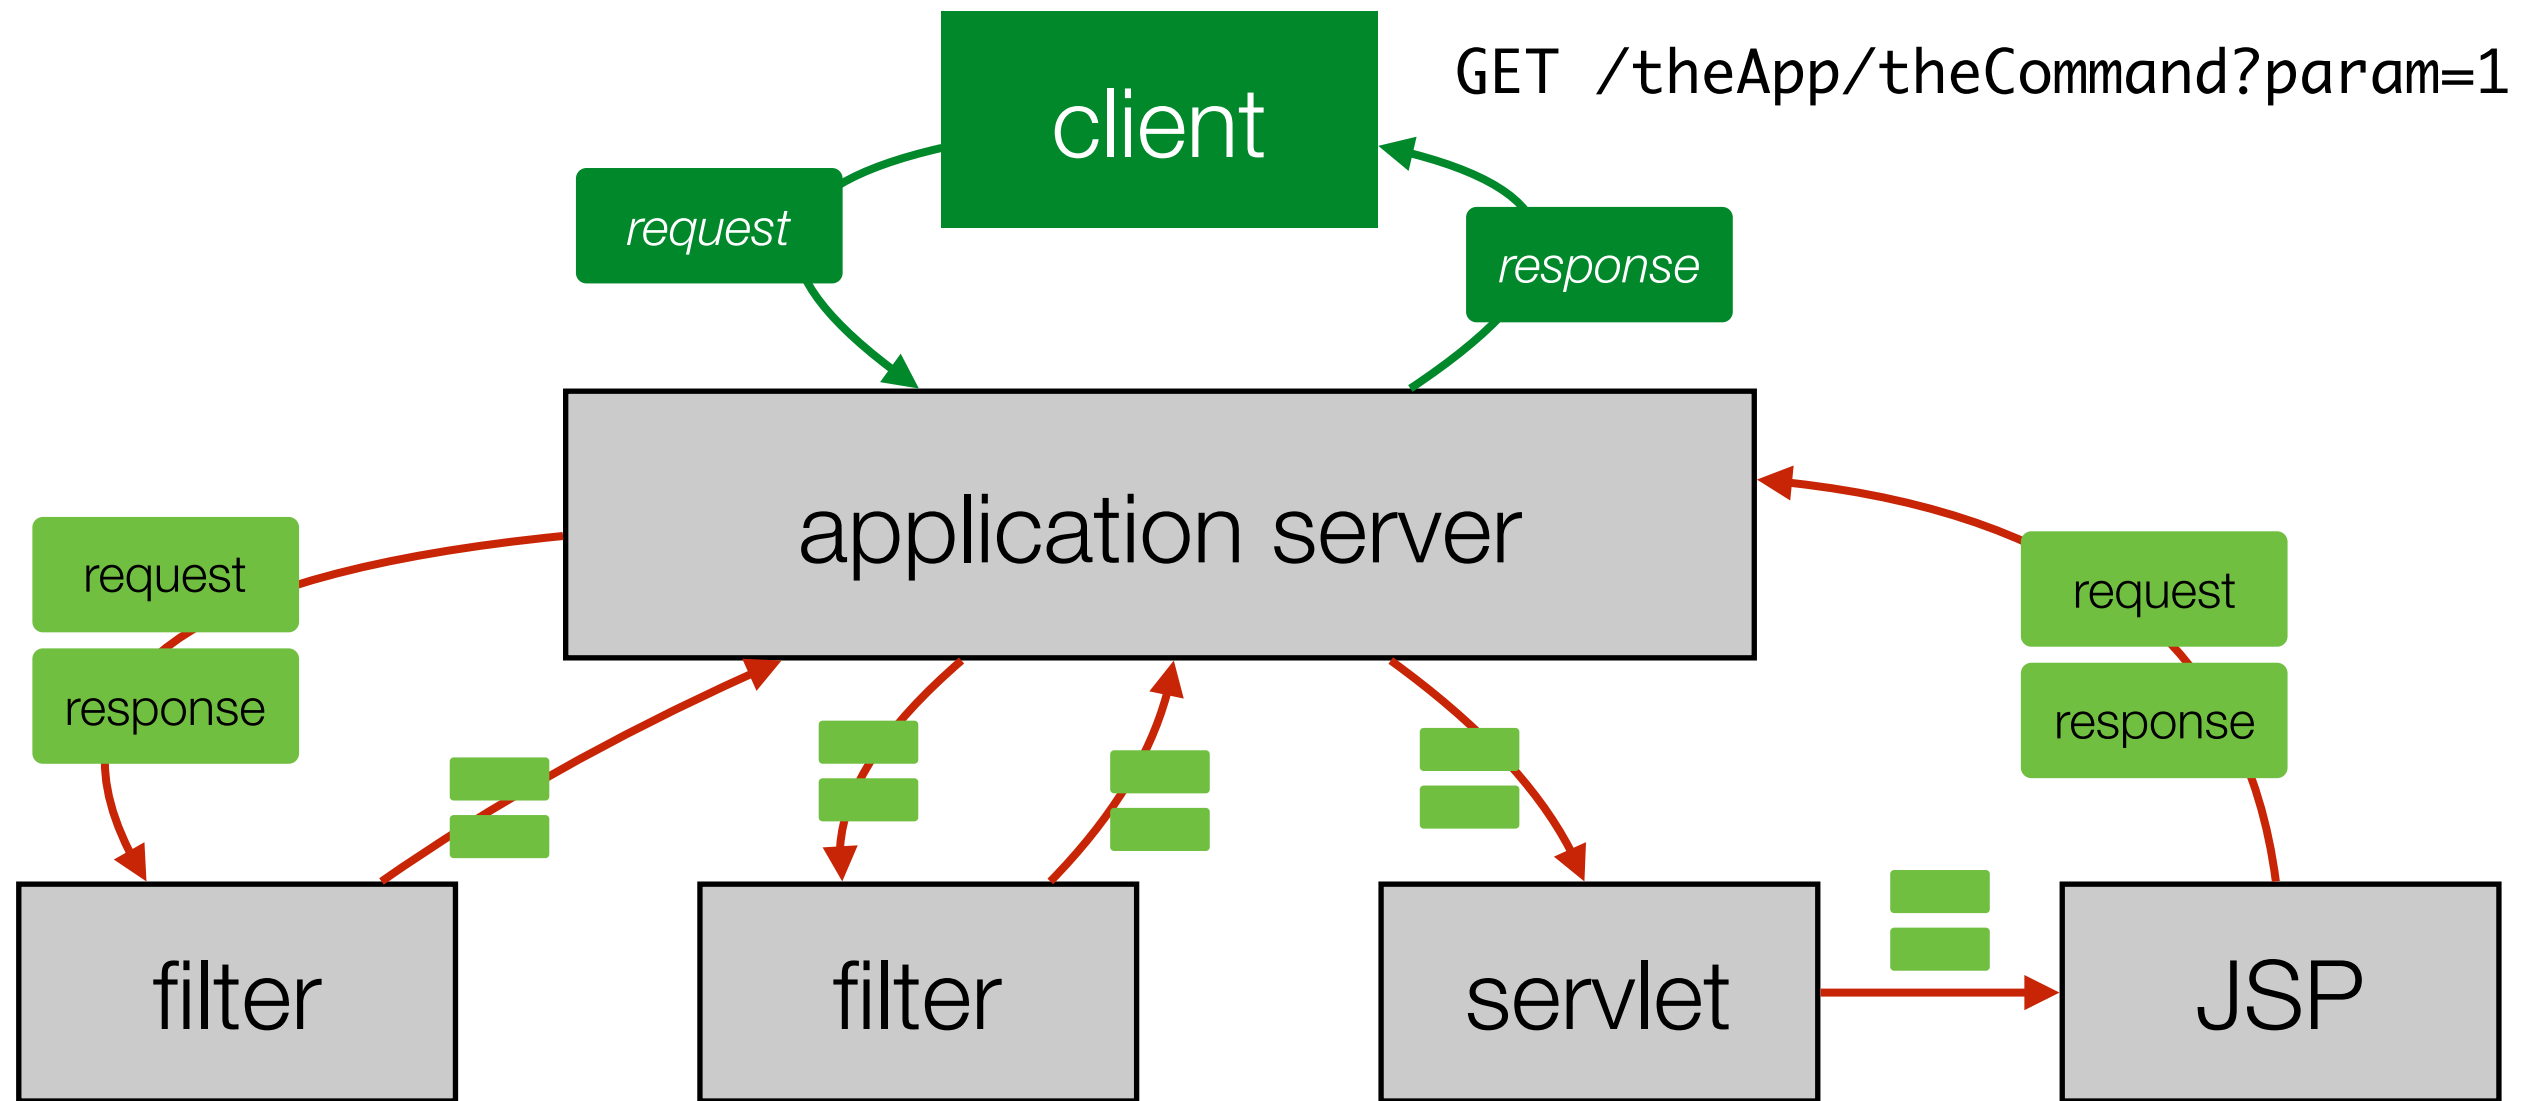 GET /theApp/theCommand?param=1
client
request
response
application server
request
response
request
response
filter
filter
servlet
JSP